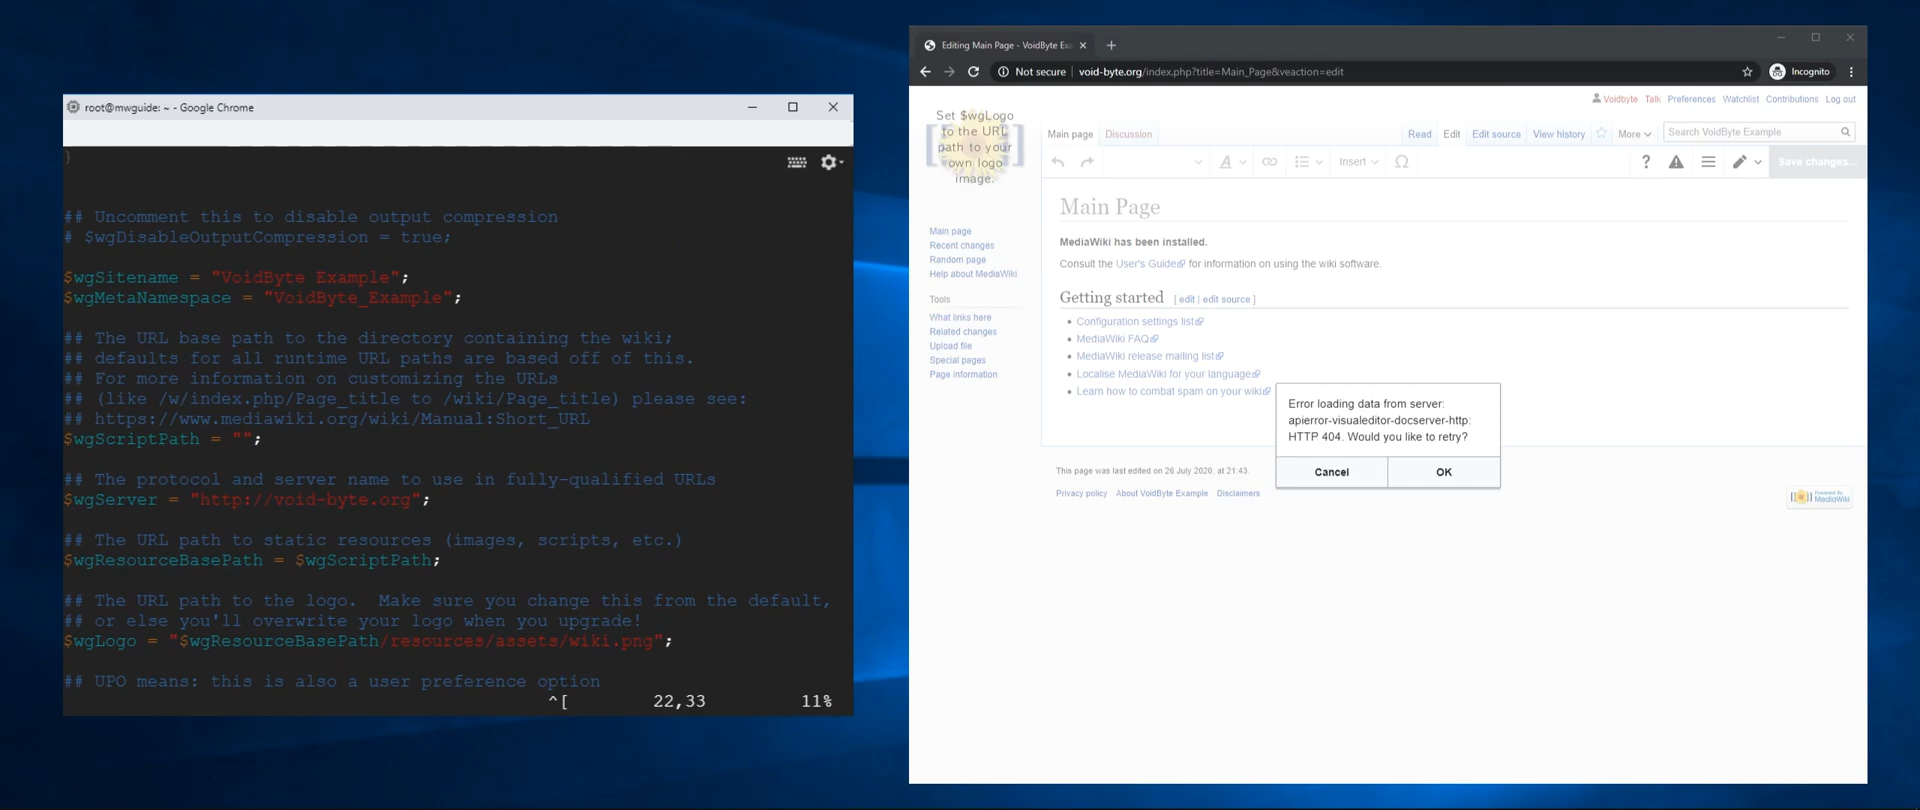 root@mwguide: ~ - Google Chrome
}
## Uncomment this to disable output compression
# $wgDisableOutputCompression = true;
$wgSitename = "VoidByte Example";
$wgMetaNamespace = "VoidByte_Example";
## The URL base path to the directory containing the wiki;
## defaults for all runtime URL paths are based off of this.
## For more information on customizing the URLs
## (like /w/index.php/Page_title to /wiki/Page_title) please see:
## https://www.mediawiki.org/wiki/Manual:Short_URL
$wgScriptPath = "";
## The protocol and server name to use in fully-qualified URLs
$wgServer = "http://void-byte.org";
## The URL path to static resources (images, scripts, etc.)
$wgResourceBasePath = $wgScriptPath;
## The URL path to the logo.  Make sure you change this from the default,
## or else you'll overwrite your logo when you upgrade!
$wgLogo = "$wgResourceBasePath/resources/assets/wiki.png";
## UPO means: this is also a user preference option
^[ 22,33 11%
Editing Main Page - VoidByte Exa
Not secure | void-byte.org/index.php?title=Main_Page&veaction=edit
Incognito
Voidbyte Talk Preferences Watchlist Contributions Log out
Set $wgLogo
to the URL
path to your
own logo
image.
Main page Discussion Read Edit Edit source View history More Search VoidByte Example
A Insert Ω ? Save changes...
Main Page
MediaWiki has been installed.
Consult the User's Guide for information on using the wiki software.
Getting started [ edit | edit source ]
Configuration settings list
MediaWiki FAQ
MediaWiki release mailing list
Localise MediaWiki for your language
Learn how to combat spam on your wiki
Main page
Recent changes
Random page
Help about MediaWiki
Tools
What links here
Related changes
Upload file
Special pages
Page information
Error loading data from server:
apierror-visualeditor-docserver-http:
HTTP 404. Would you like to retry?
Cancel OK
This page was last edited on 26 July 2020, at 21:43.
Privacy policy About VoidByte Example Disclaimers
Powered By
MediaWiki